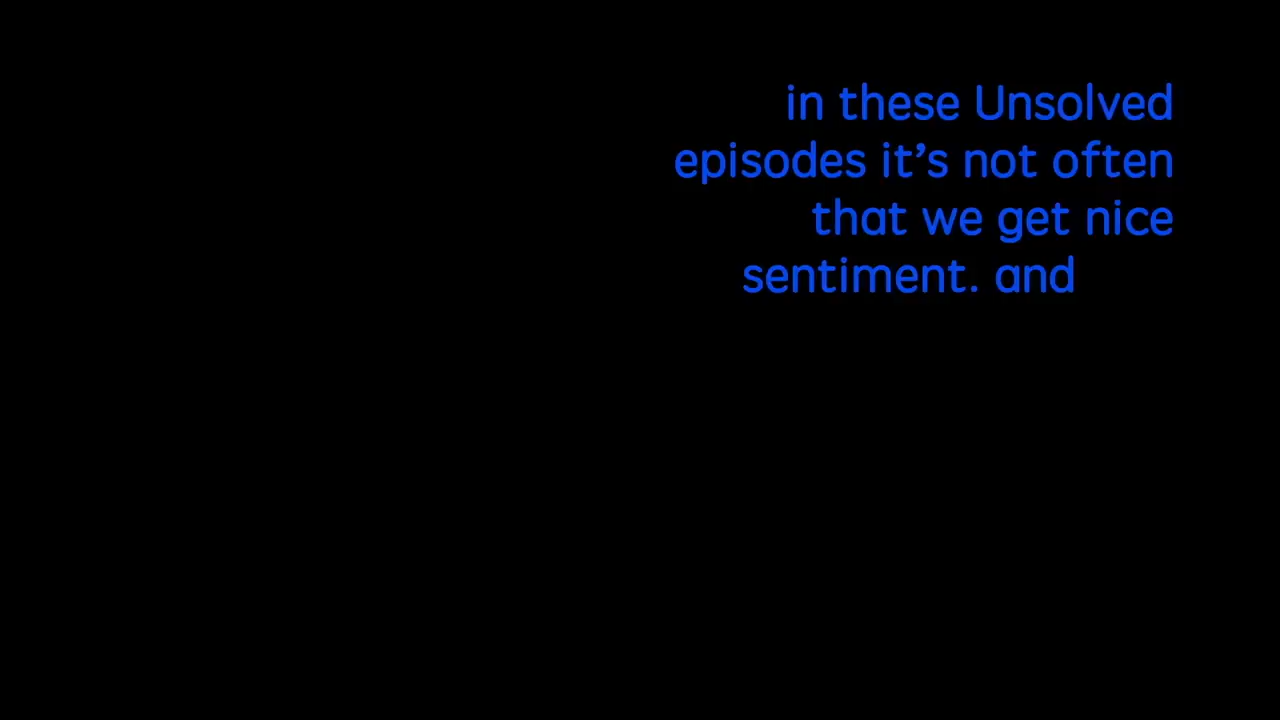 in these Unsolved
episodes it’s not often
that we get nice
sentiment. and